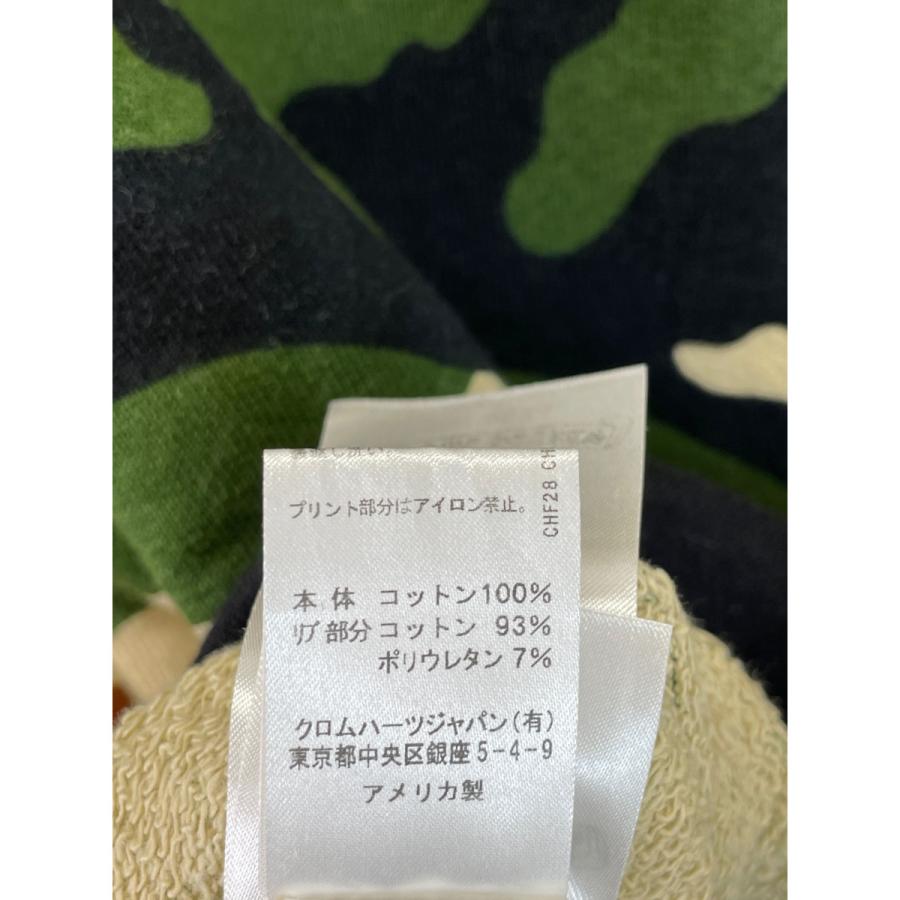 プリント部分はアイロン禁止。
CHF28 CH
本 体 コットン100%
リブ部分コットン 93%
ポリウレタン 7%
クロムハーツジャパン(有)
東京都中央区銀座5-4-9
アメリカ製